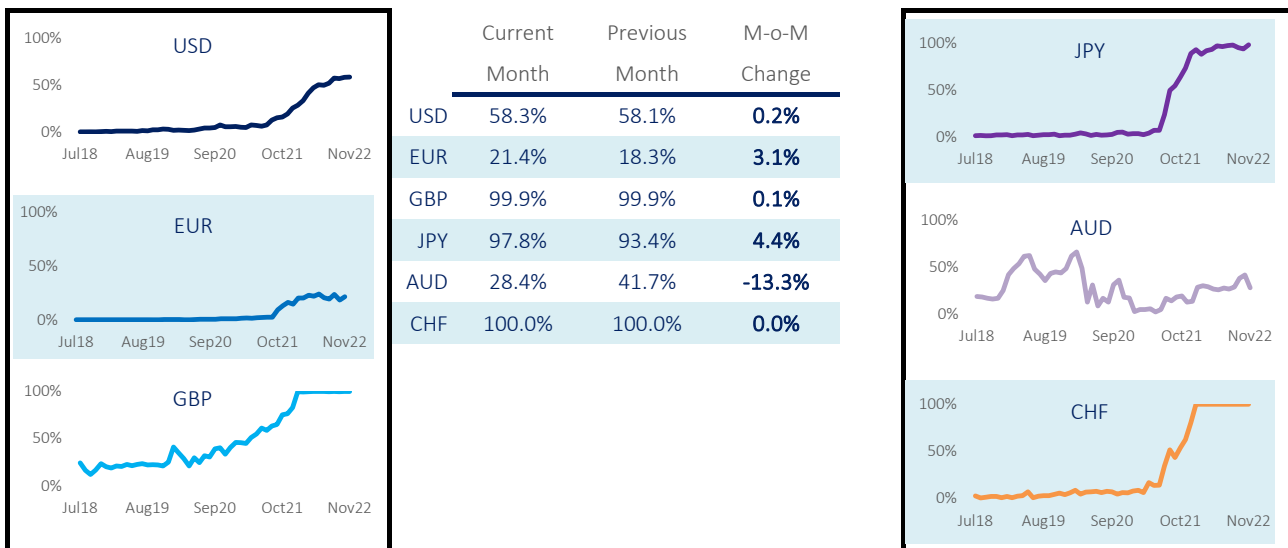 USD
100%
50%
0%
Jul18 Aug19 Sep20 Oct21 Nov22
EUR
100%
50%
0%
Jul18 Aug19 Sep20 Oct21 Nov22
GBP
100%
50%
0%
Jul18 Aug19 Sep20 Oct21 Nov22
Current Previous M-o-M
Month Month Change
USD 58.3% 58.1% 0.2%
EUR 21.4% 18.3% 3.1%
GBP 99.9% 99.9% 0.1%
JPY 97.8% 93.4% 4.4%
AUD 28.4% 41.7% -13.3%
CHF 100.0% 100.0% 0.0%
JPY
100%
50%
0%
Jul18 Aug19 Sep20 Oct21 Nov22
AUD
100%
50%
0%
Jul18 Aug19 Sep20 Oct21 Nov22
CHF
100%
50%
0%
Jul18 Aug19 Sep20 Oct21 Nov22